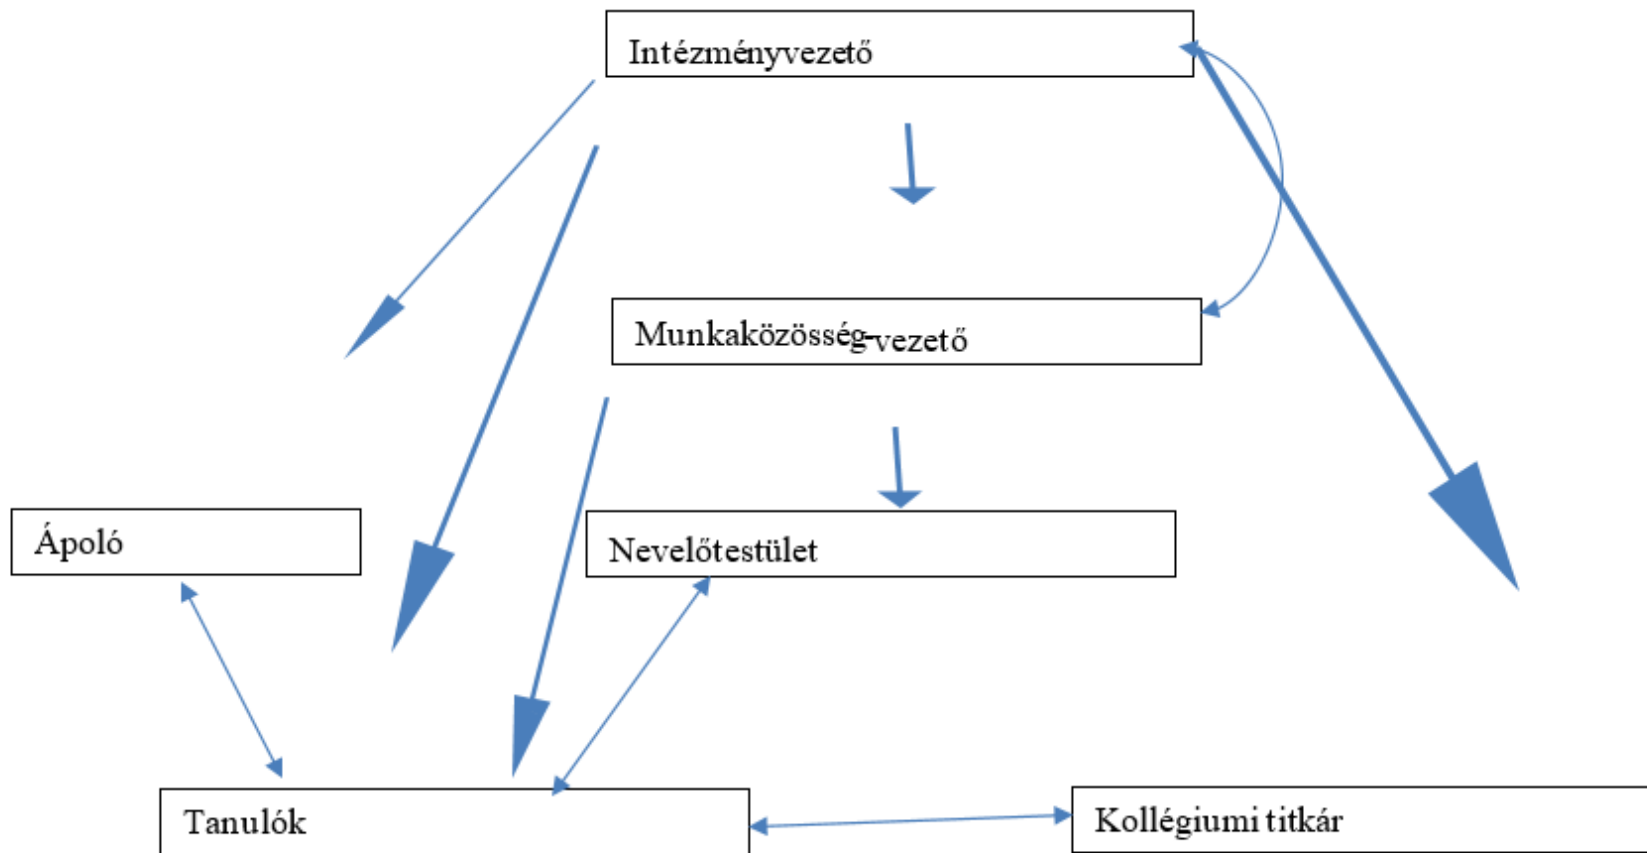 Intézményvezető
Munkaközösség-vezető
Ápoló
Nevelőtestület
Tanulók
Kollégiumi titkár